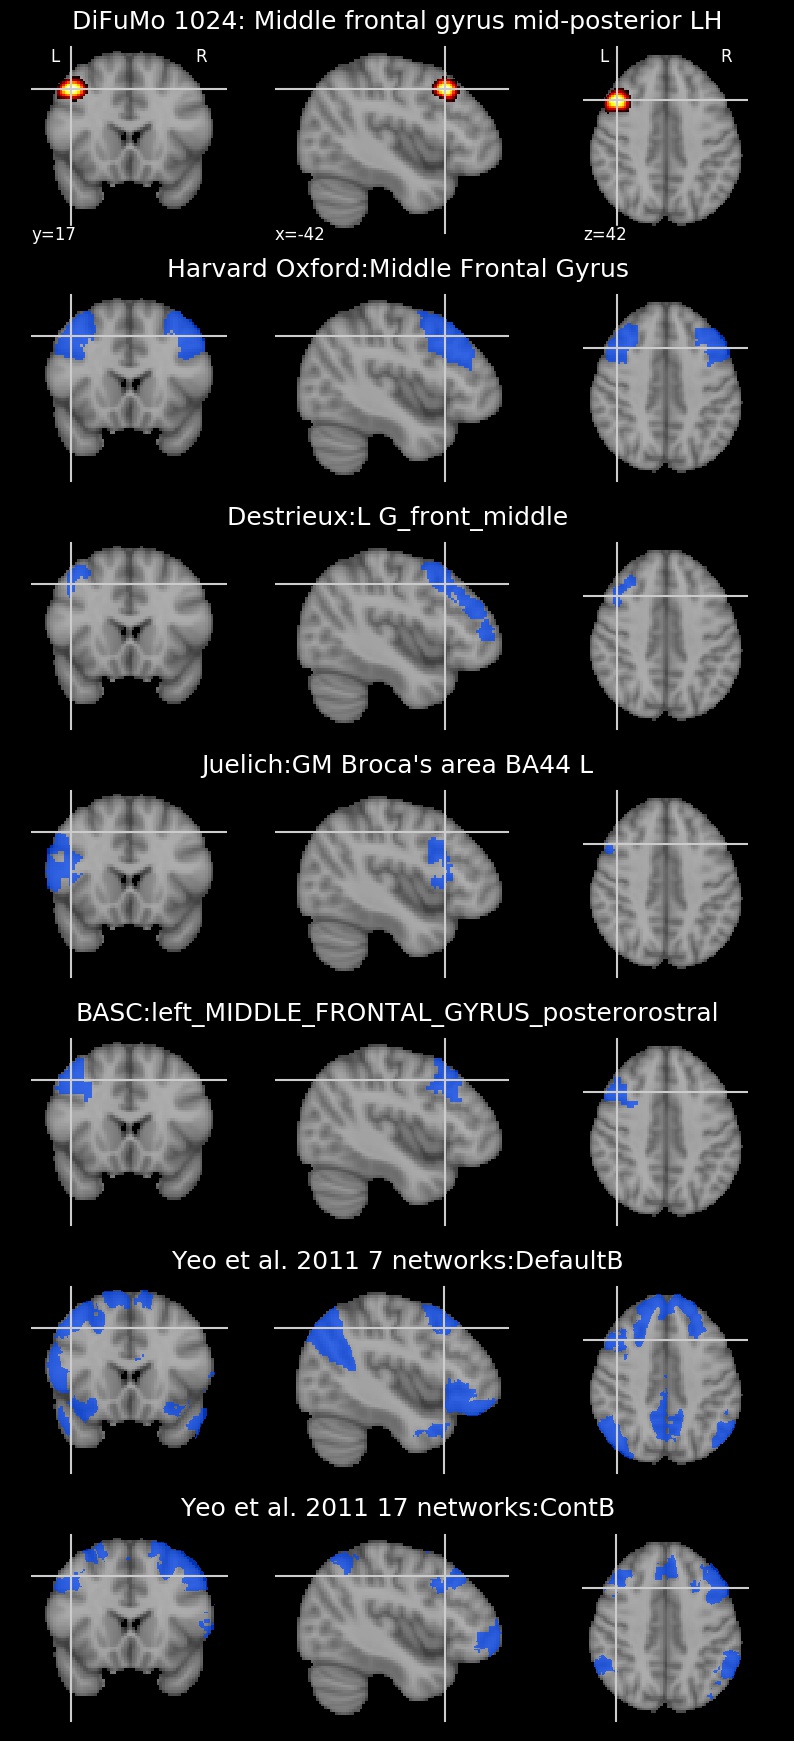 DiFuMo 1024: Middle frontal gyrus mid-posterior LH
L R L R
y=17 x=-42 z=42
Harvard Oxford:Middle Frontal Gyrus
Destrieux:L G_front_middle
Juelich:GM Broca's area BA44 L
BASC:left_MIDDLE_FRONTAL_GYRUS_posterorostral
Yeo et al. 2011 7 networks:DefaultB
Yeo et al. 2011 17 networks:ContB